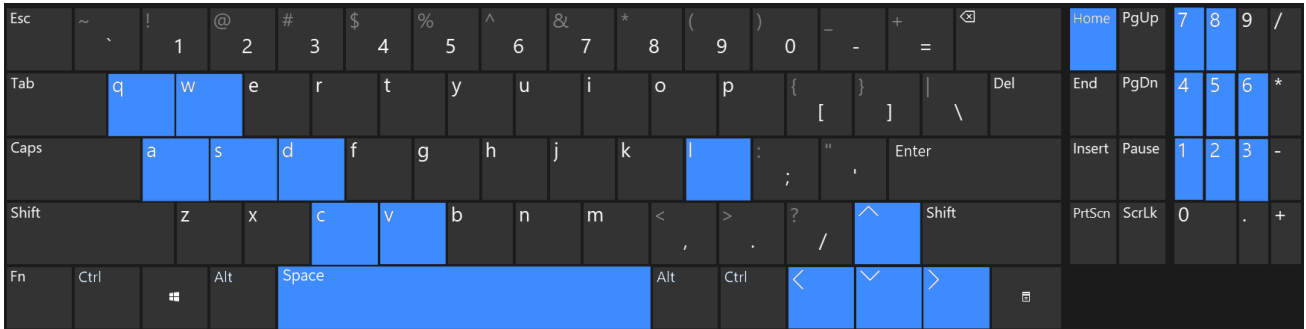 Esc ~ ` ! 1 @ 2 # 3 $ 4 % 5 ^ 6 & 7 * 8 ( 9 ) 0 _ - + = Home PgUp 7 8 9 /
Tab q w e r t y u i o p { [ } ] | \ Del End PgDn 4 5 6 *
Caps a s d f g h j k l : ; " ' Enter Insert Pause 1 2 3 -
Shift z x c v b n m < , > . ? / Shift PrtScn ScrLk 0 . +
Fn Ctrl Alt Space Alt Ctrl